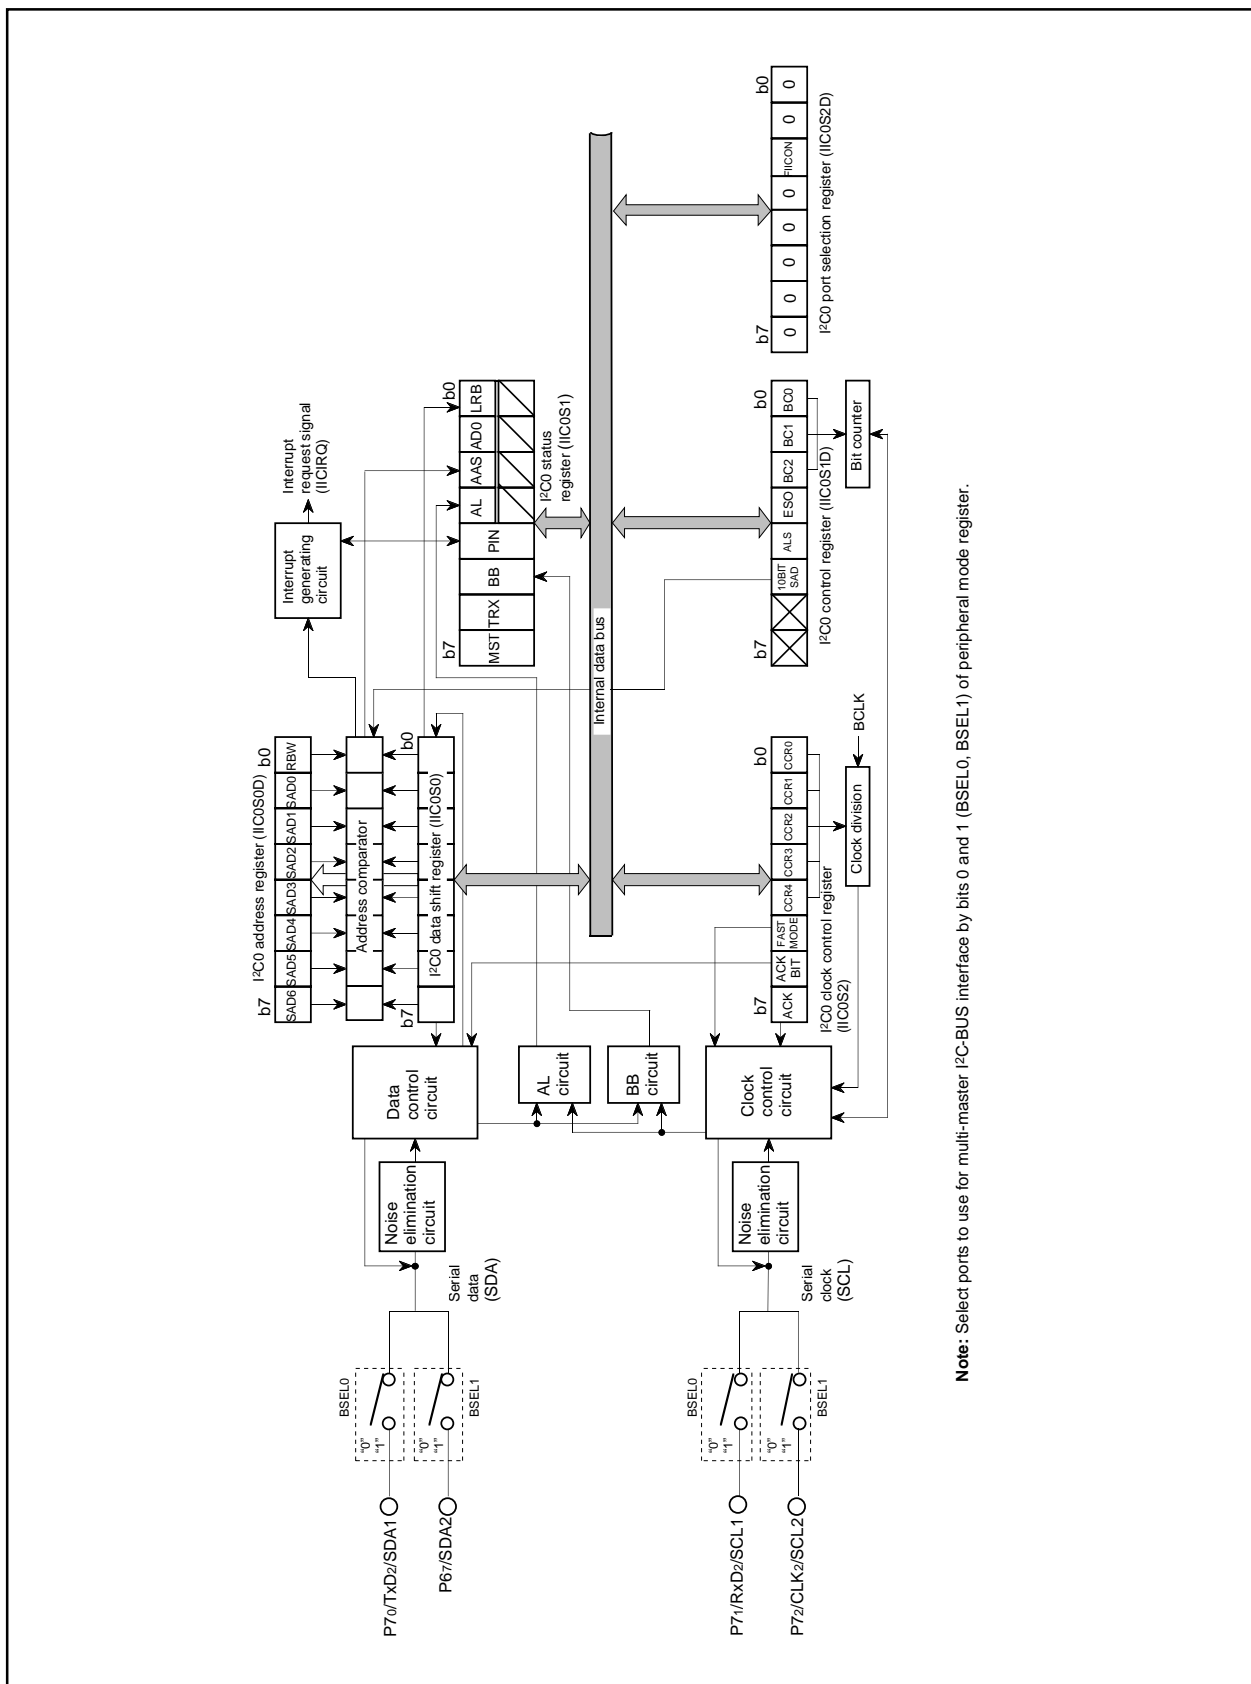 I²C0 address register (IIC0S0D)
b7
b0
SAD6 SAD5 SAD4 SAD3 SAD2 SAD1 SAD0 RBW
Address comparator
b7
b0
I²C0 data shift register (IIC0S0)
Interrupt
generating
circuit
Interrupt
request signal
(IICIRQ)
P70/TxD2/SDA1
BSEL0
“0”
“1”
P67/SDA2
BSEL1
“0”
“1”
Serial
data
(SDA)
Noise
elimination
circuit
Data
control
circuit
AL
circuit
BB
circuit
b7
b0
MST TRX BB PIN AL AAS AD0 LRB
I²C0 status
register (IIC0S1)
Internal data bus
P71/RxD2/SCL1
BSEL0
“0”
“1”
P72/CLK2/SCL2
BSEL1
“0”
“1”
Serial
clock
(SCL)
Noise
elimination
circuit
Clock
control
circuit
b7
b0
ACK
ACK
BIT
FAST
MODE
CCR4 CCR3 CCR2 CCR1 CCR0
I²C0 clock control register
(IIC0S2)
Clock division
BCLK
b7
b0
10BIT
SAD
ALS ESO BC2 BC1 BC0
I²C0 control register (IIC0S1D)
Bit counter
b7
b0
0 0 0 0 0 FIICON 0 0
I²C0 port selection register (IIC0S2D)
Note: Select ports to use for multi-master I²C-BUS interface by bits 0 and 1 (BSEL0, BSEL1) of peripheral mode register.